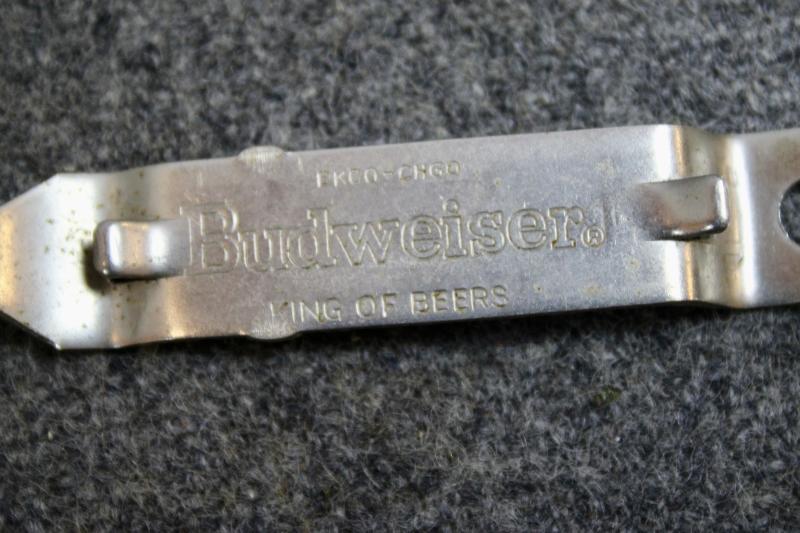 EKCO-CHGO
Budweiser®
KING OF BEERS